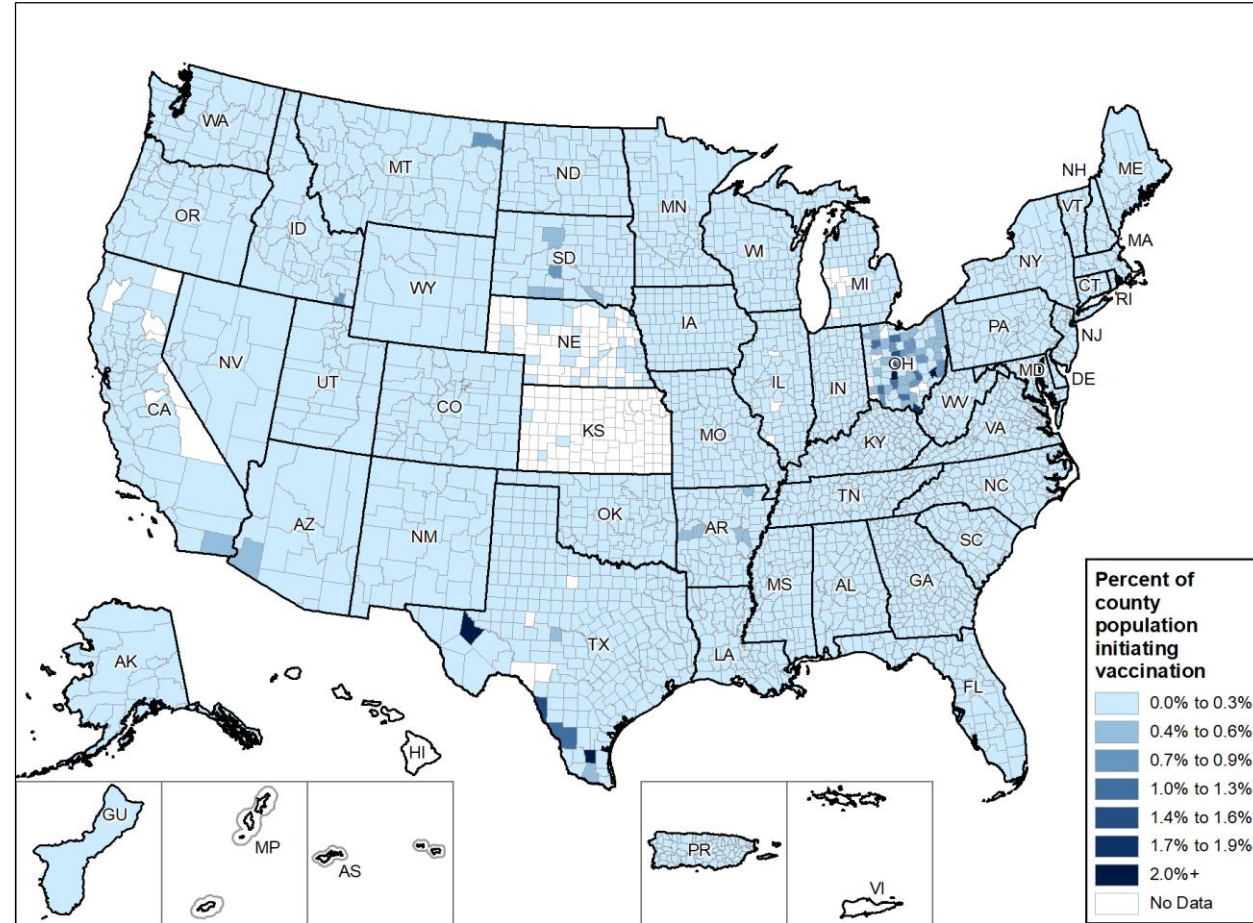 WA
MT
ND
MN
OR
ID
SD
WI
MI
WY
NH
VT
ME
NY
MA
CT
RI
IA
NE
PA
NJ
NV
UT
CO
IL
IN
OH
MD
DE
CA
KS
MO
WV
VA
KY
AZ
NM
OK
AR
TN
NC
SC
MS
AL
GA
TX
LA
FL
AK
HI
GU
MP
AS
PR
VI
Percent of
county
population
initiating
vaccination
0.0% to 0.3%
0.4% to 0.6%
0.7% to 0.9%
1.0% to 1.3%
1.4% to 1.6%
1.7% to 1.9%
2.0%+
No Data